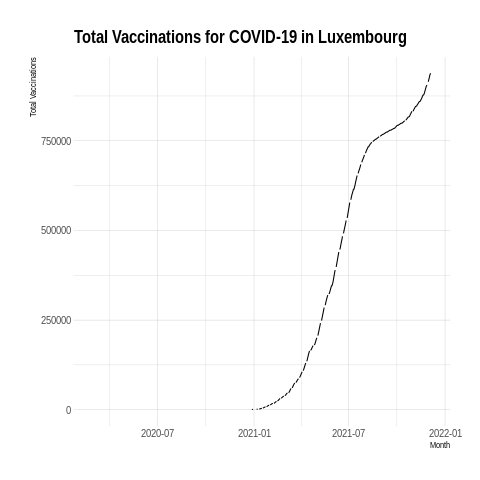 Total Vaccinations for COVID-19 in Luxembourg
Total Vaccinations
750000
500000
250000
0
2020-07 2021-01 2021-07 2022-01
Month